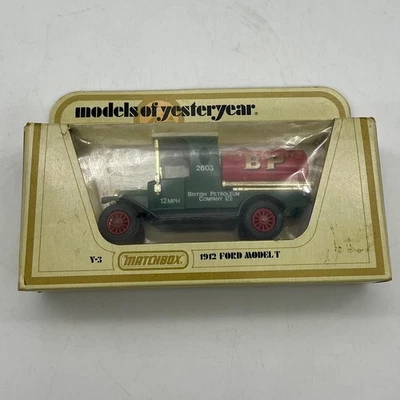 models of yesteryear®
2603
BP
12 MPH
BRITISH PETROLEUM
COMPANY LTD
Y-3
MATCHBOX
1912 FORD MODEL T